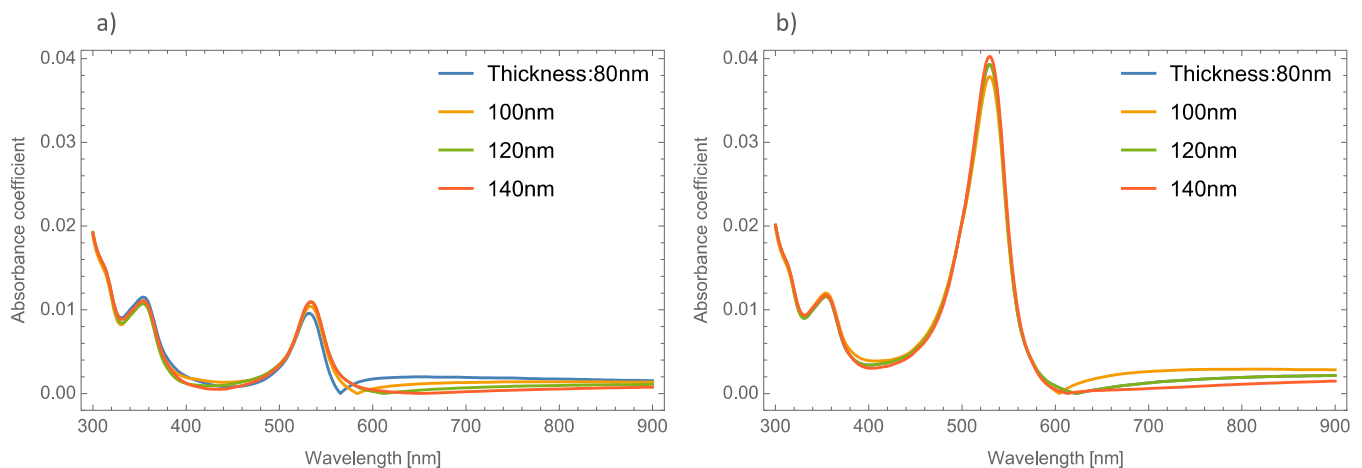 a)
0.04
0.03
0.02
0.01
0.00
Absorbance coefficient
300 400 500 600 700 800 900
Wavelength [nm]
Thickness:80nm
100nm
120nm
140nm
b)
0.04
0.03
0.02
0.01
0.00
Absorbance coefficient
300 400 500 600 700 800 900
Wavelength [nm]
Thickness:80nm
100nm
120nm
140nm